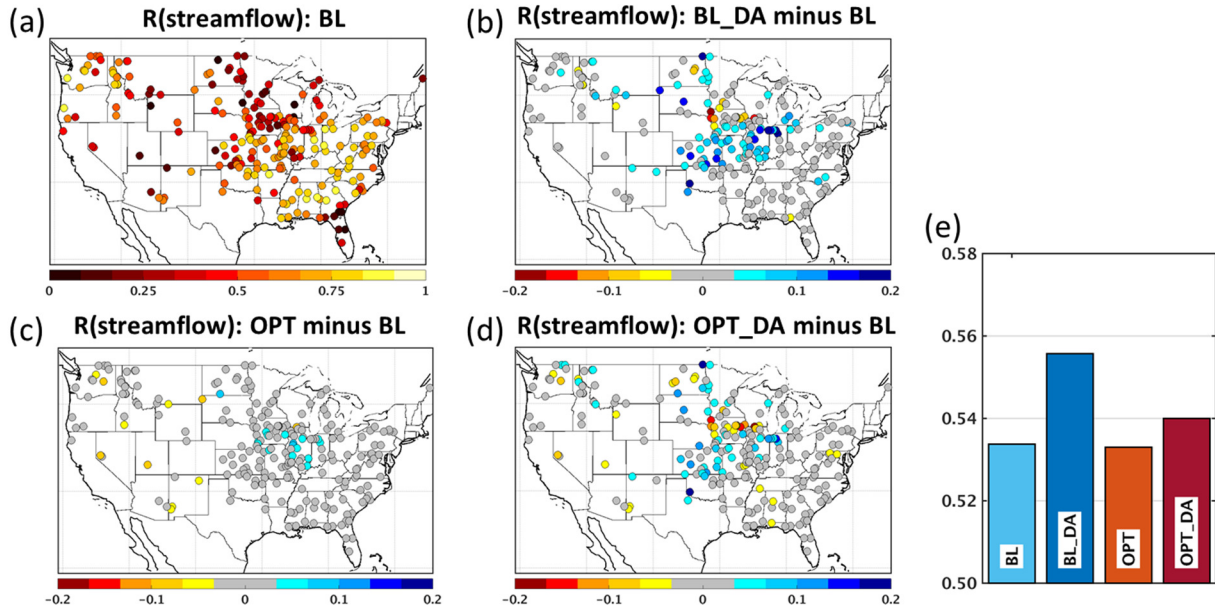 (a) R(streamflow): BL
0 0.25 0.5 0.75 1
(b) R(streamflow): BL_DA minus BL
−0.2 −0.1 0 0.1 0.2
(c) R(streamflow): OPT minus BL
−0.2 −0.1 0 0.1 0.2
(d) R(streamflow): OPT_DA minus BL
−0.2 −0.1 0 0.1 0.2
(e)
0.58
0.56
0.54
0.52
0.50
BL BL_DA OPT OPT_DA